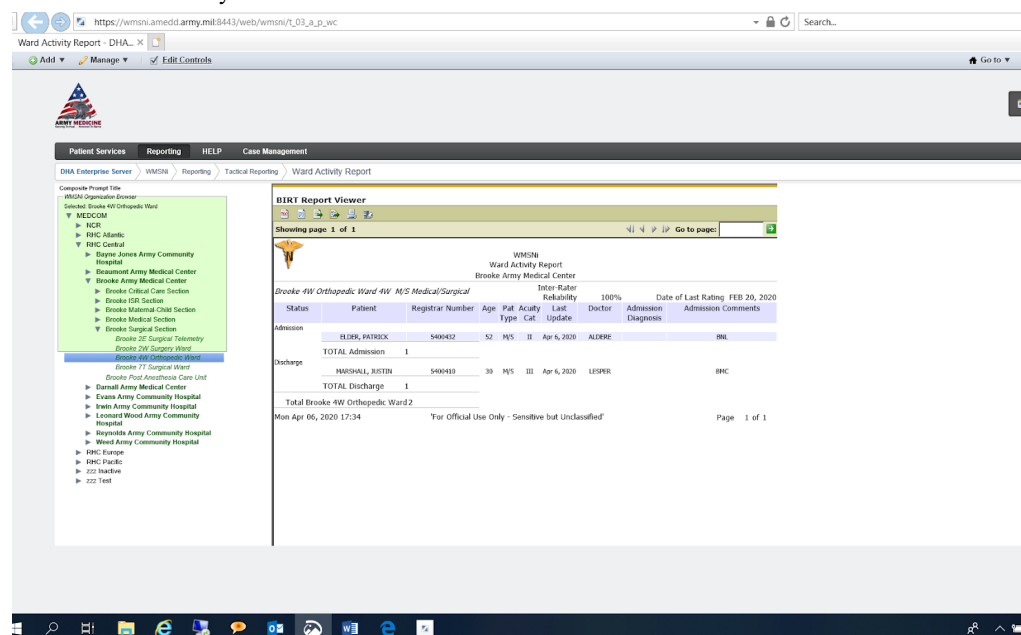 https://wmsni.amedd.army.mil:8443/web/wmsni/t_03_a_p_wc
Search...
Ward Activity Report - DHA...
Add Manage Edit Controls Go to
ARMY MEDICINE
Patient Services Reporting HELP Case Management
DHA Enterprise Server WMSNi Reporting Tactical Reporting Ward Activity Report
Composite Prompt Title
WMSNi Organization Browser
Selected: Brooke 4W Orthopedic Ward
MEDCOM
NCR
RHC Atlantic
RHC Central
Bayne Jones Army Community
Hospital
Beaumont Army Medical Center
Brooke Army Medical Center
Brooke Critical Care Section
Brooke ISR Section
Brooke Maternal-Child Section
Brooke Medical Section
Brooke Surgical Section
Brooke 2E Surgical Telemetry
Brooke 2W Surgery Ward
Brooke 4W Orthopedic Ward
Brooke 7T Surgical Ward
Brooke Post Anesthesia Care Unit
Darnall Army Medical Center
Evans Army Community Hospital
Irwin Army Community Hospital
Leonard Wood Army Community
Hospital
Reynolds Army Community Hospital
Weed Army Community Hospital
RHC Europe
RHC Pacific
zzz Inactive
zzz Test
BIRT Report Viewer
Showing page 1 of 1 Go to page:
WMSNi
Ward Activity Report
Brooke Army Medical Center
Brooke 4W Orthopedic Ward 4W M/S Medical/Surgical Inter-Rater Reliability 100% Date of Last Rating FEB 20, 2020
Status Patient Registrar Number Age Pat Type Acuity Cat Last Update Doctor Admission Diagnosis Admission Comments
Admission
ELDER, PATRICK 5400432 52 M/S II Apr 6, 2020 ALDERE BNL
TOTAL Admission 1
Discharge
MARSHALL, JUSTIN 5400410 30 M/S III Apr 6, 2020 LESPER BMC
TOTAL Discharge 1
Total Brooke 4W Orthopedic Ward 2
Mon Apr 06, 2020 17:34 'For Official Use Only - Sensitive but Unclassified' Page 1 of 1